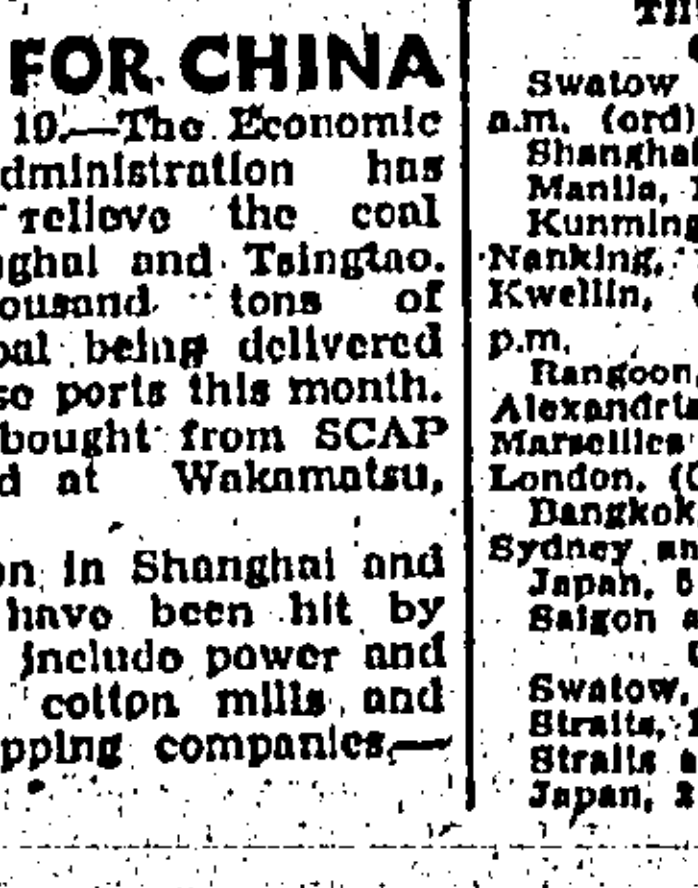 FOR CHINA
10.—The Economic
dministration has
relieve the coal
nghai and Tsingtao.
ousand tons of
oal being delivered
se ports this month.
bought from SCAP
d at Wakamatsu,
on in Shanghai and
have been hit by
include power and
cotton mills and
pping companies.—
Swatow
a.m. (ord)
Shanghai
Manila,
Kunming
Nanking,
Kweilin,
p.m.
Rangoon,
Alexandria
Marseilles
London. (
Bangkok
Sydney an
Japan, 5
Saigon a
Swatow,
Straits,
Straits a
Japan, 2